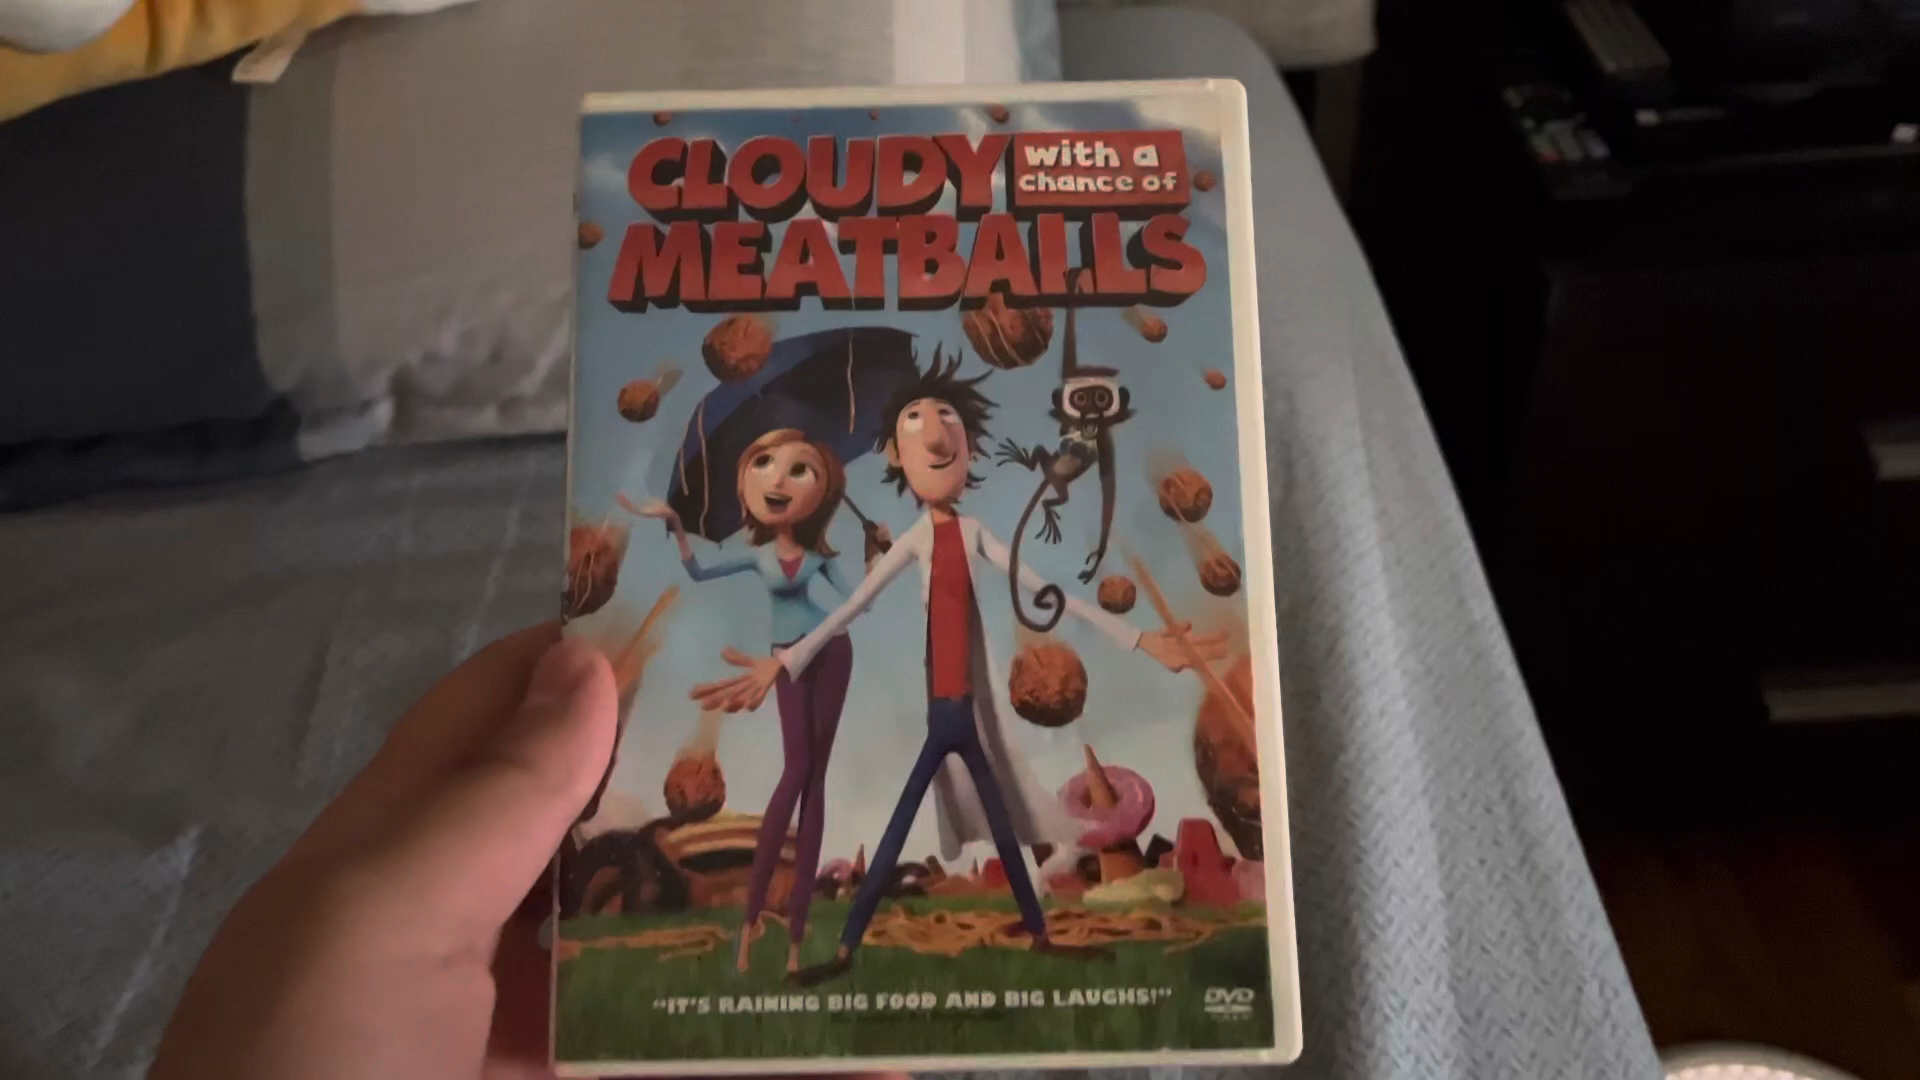 CLOUDY with a
chance of
MEATBALLS
"IT'S RAINING BIG FOOD AND BIG LAUGHS!"
DVD